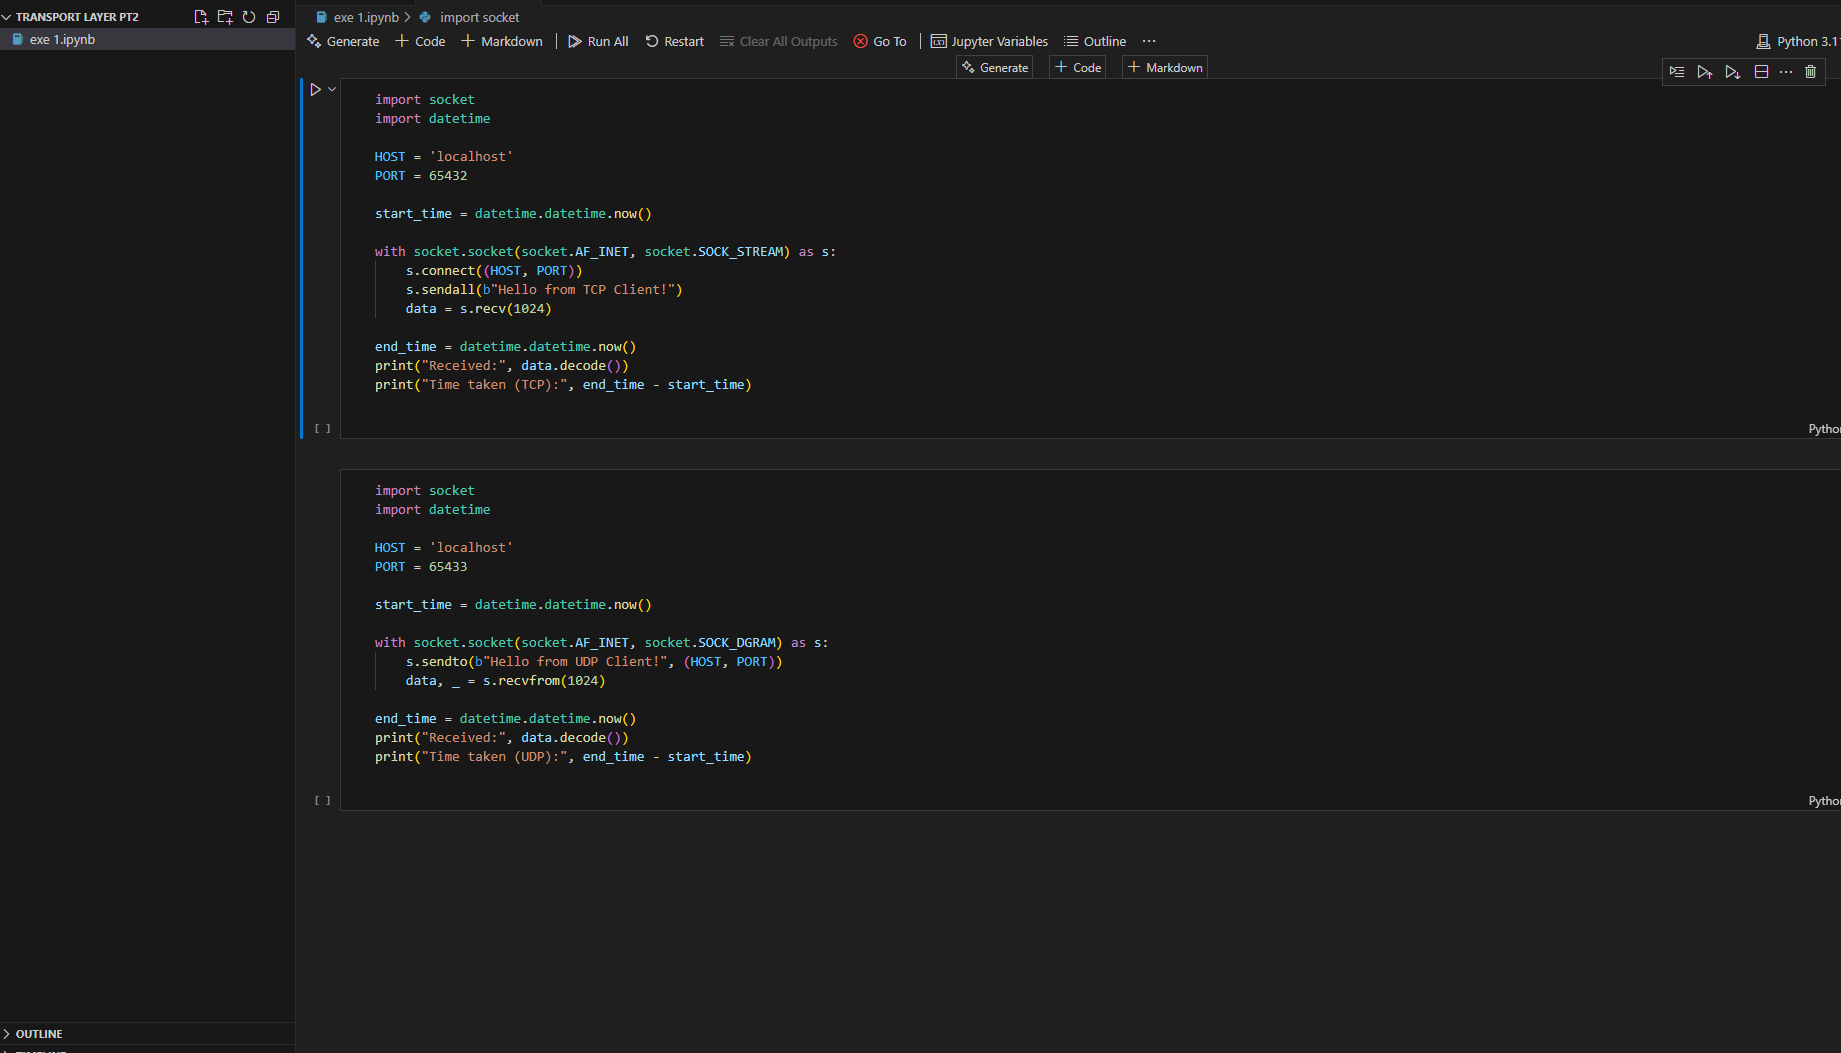 TRANSPORT LAYER PT2
exe 1.ipynb
exe 1.ipynb > import socket
Generate + Code + Markdown | Run All Restart Clear All Outputs Go To | Jupyter Variables Outline ...
Python 3.1
Generate + Code + Markdown
import socket
import datetime
HOST = 'localhost'
PORT = 65432
start_time = datetime.datetime.now()
with socket.socket(socket.AF_INET, socket.SOCK_STREAM) as s:
    s.connect((HOST, PORT))
    s.sendall(b"Hello from TCP Client!")
    data = s.recv(1024)
end_time = datetime.datetime.now()
print("Received:", data.decode())
print("Time taken (TCP):", end_time - start_time)
[ ]
Pytho
import socket
import datetime
HOST = 'localhost'
PORT = 65433
start_time = datetime.datetime.now()
with socket.socket(socket.AF_INET, socket.SOCK_DGRAM) as s:
    s.sendto(b"Hello from UDP Client!", (HOST, PORT))
    data, _ = s.recvfrom(1024)
end_time = datetime.datetime.now()
print("Received:", data.decode())
print("Time taken (UDP):", end_time - start_time)
[ ]
Pytho
OUTLINE